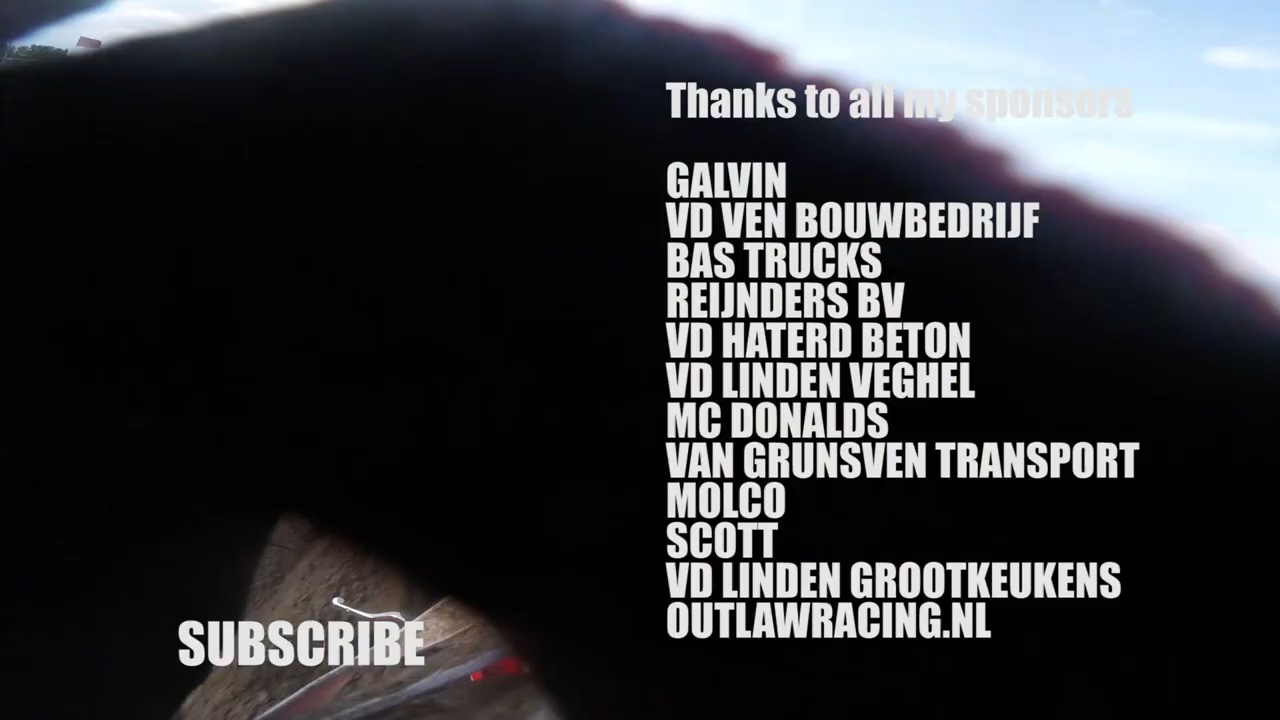 Thanks to all my sponsors
GALVIN
VD VEN BOUWBEDRIJF
BAS TRUCKS
REIJNDERS BV
VD HATERD BETON
VD LINDEN VEGHEL
MC DONALDS
VAN GRUNSVEN TRANSPORT
MOLCO
SCOTT
VD LINDEN GROOTKEUKENS
OUTLAWRACING.NL
SUBSCRIBE